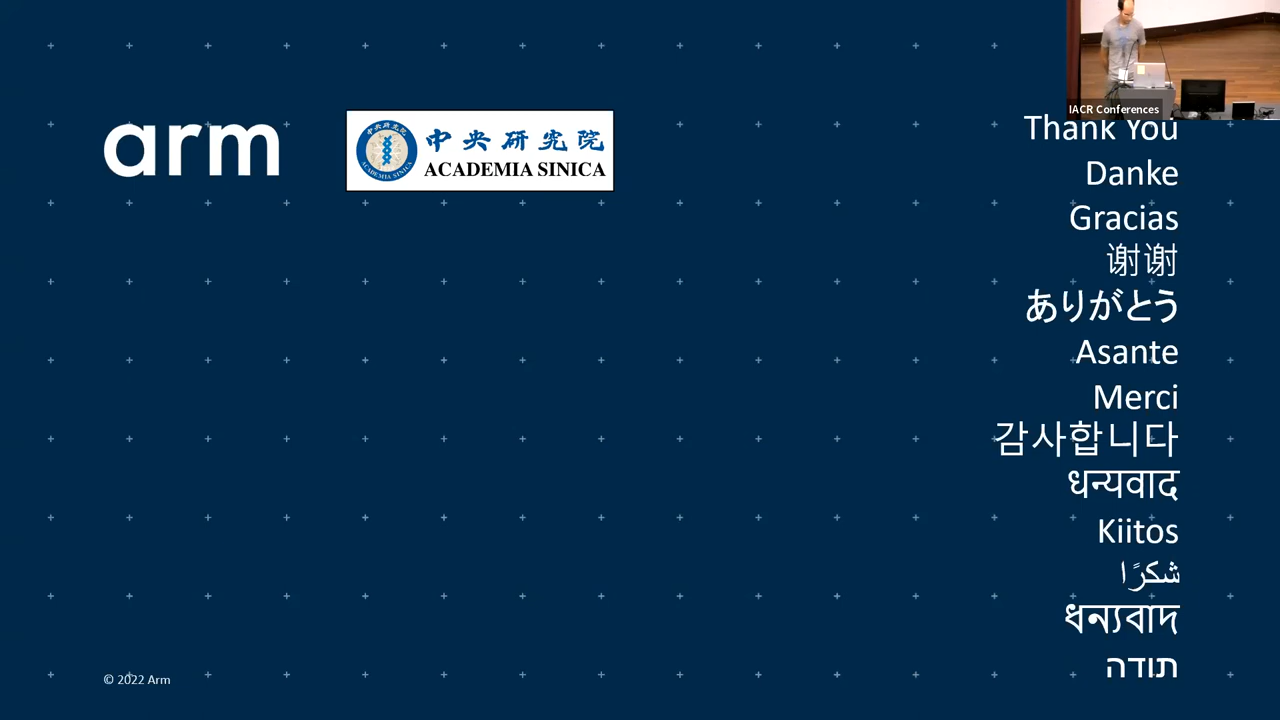 IACR Conferences
arm
中央研究院
ACADEMIA SINICA
Thank You
Danke
Gracias
谢谢
ありがとう
Asante
Merci
감사합니다
धन्यवाद
Kiitos
شكرًا
ধন্যবাদ
תודה
© 2022 Arm